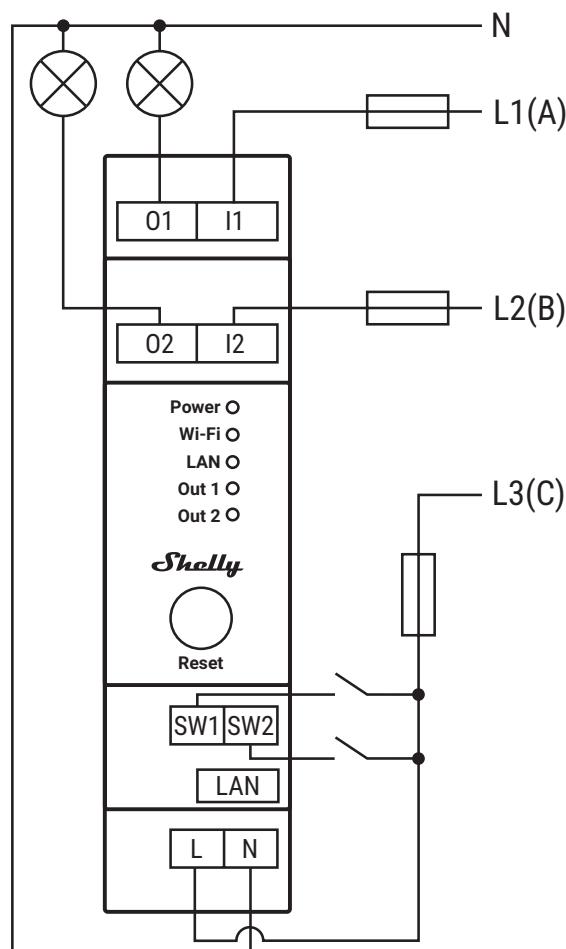 N
L1(A)
O1 I1
L2(B)
O2 I2
Power
Wi-Fi
LAN
Out 1
Out 2
L3(C)
Shelly
Reset
SW1 SW2
LAN
L N